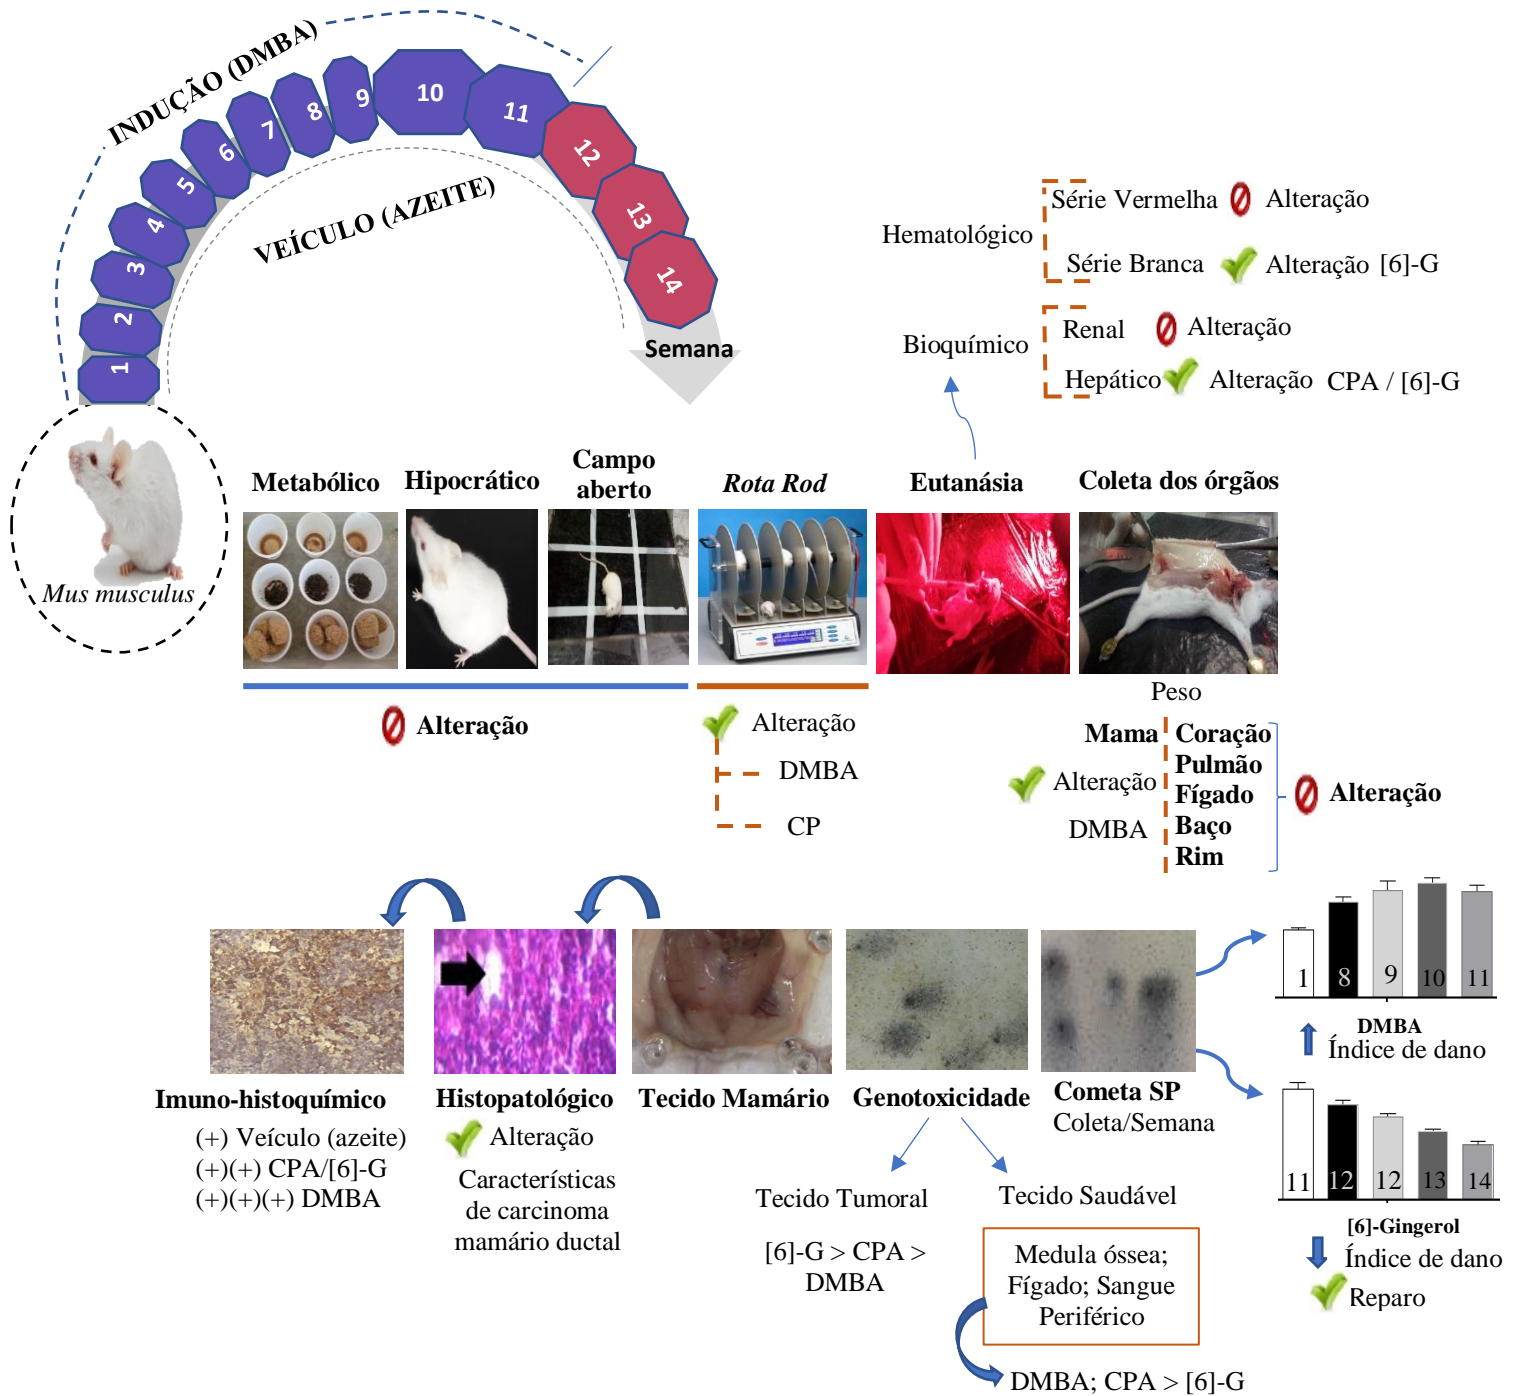 INDUÇÃO (DMBA)
1
2
3
4
5
6
7
8
9
10
11
12
13
14
VEÍCULO (AZEITE)
Semana
Mus musculus
Hematológico
Série Vermelha Alteração
Série Branca Alteração [6]-G
Bioquímico
Renal Alteração
Hepático Alteração CPA / [6]-G
Metabólico
Hipocrático
Campo
aberto
Rota Rod
Eutanásia
Coleta dos órgãos
Alteração
Alteração
DMBA
CP
Peso
Mama
Alteração
DMBA
Coração
Pulmão
Fígado
Baço
Rim
Alteração
Imuno-histoquímico
(+) Veículo (azeite)
(+)(+) CPA/[6]-G
(+)(+)(+) DMBA
Histopatológico
Alteração
Características
de carcinoma
mamário ductal
Tecido Mamário
Genotoxicidade
Tecido Tumoral
[6]-G > CPA >
DMBA
Tecido Saudável
Medula óssea;
Fígado; Sangue
Periférico
DMBA; CPA > [6]-G
Cometa SP
Coleta/Semana
1 8 9 10 11
DMBA
Índice de dano
11 12 12 13 14
[6]-Gingerol
Índice de dano
Reparo